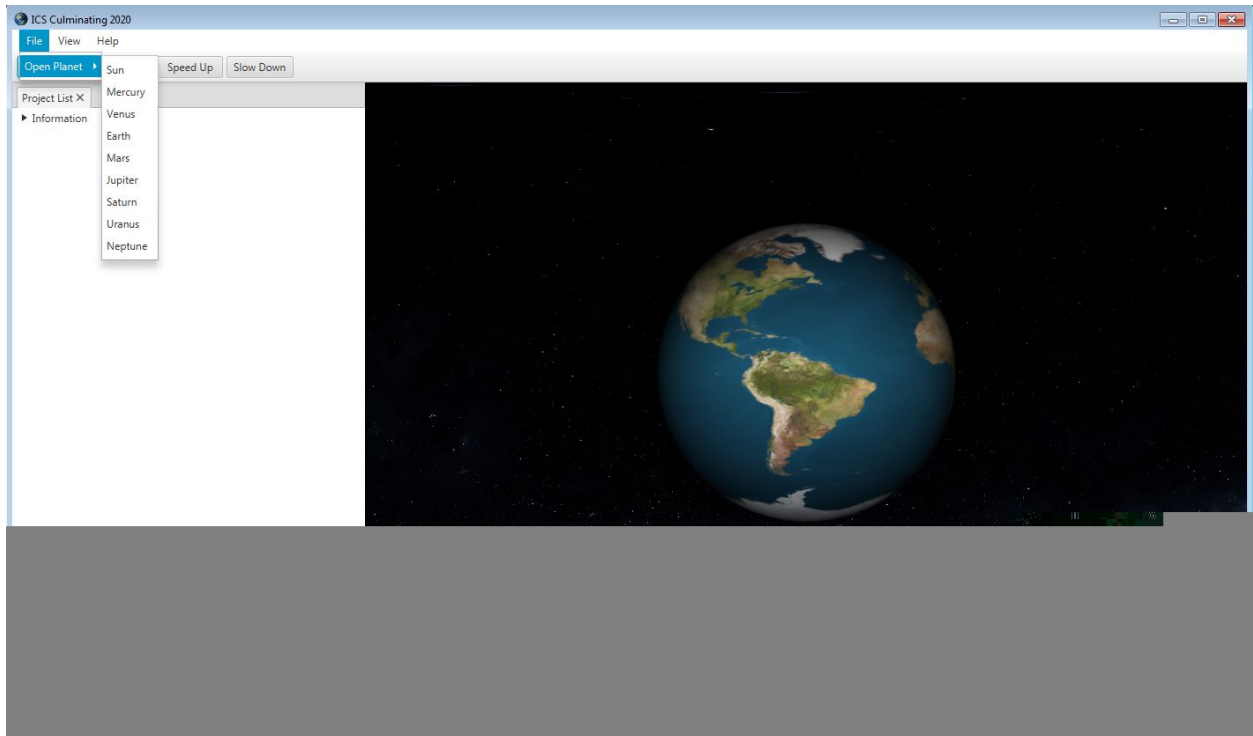 ICS Culminating 2020
File View Help
Open Planet Speed Up Slow Down
Project List
Information
Sun
Mercury
Venus
Earth
Mars
Jupiter
Saturn
Uranus
Neptune